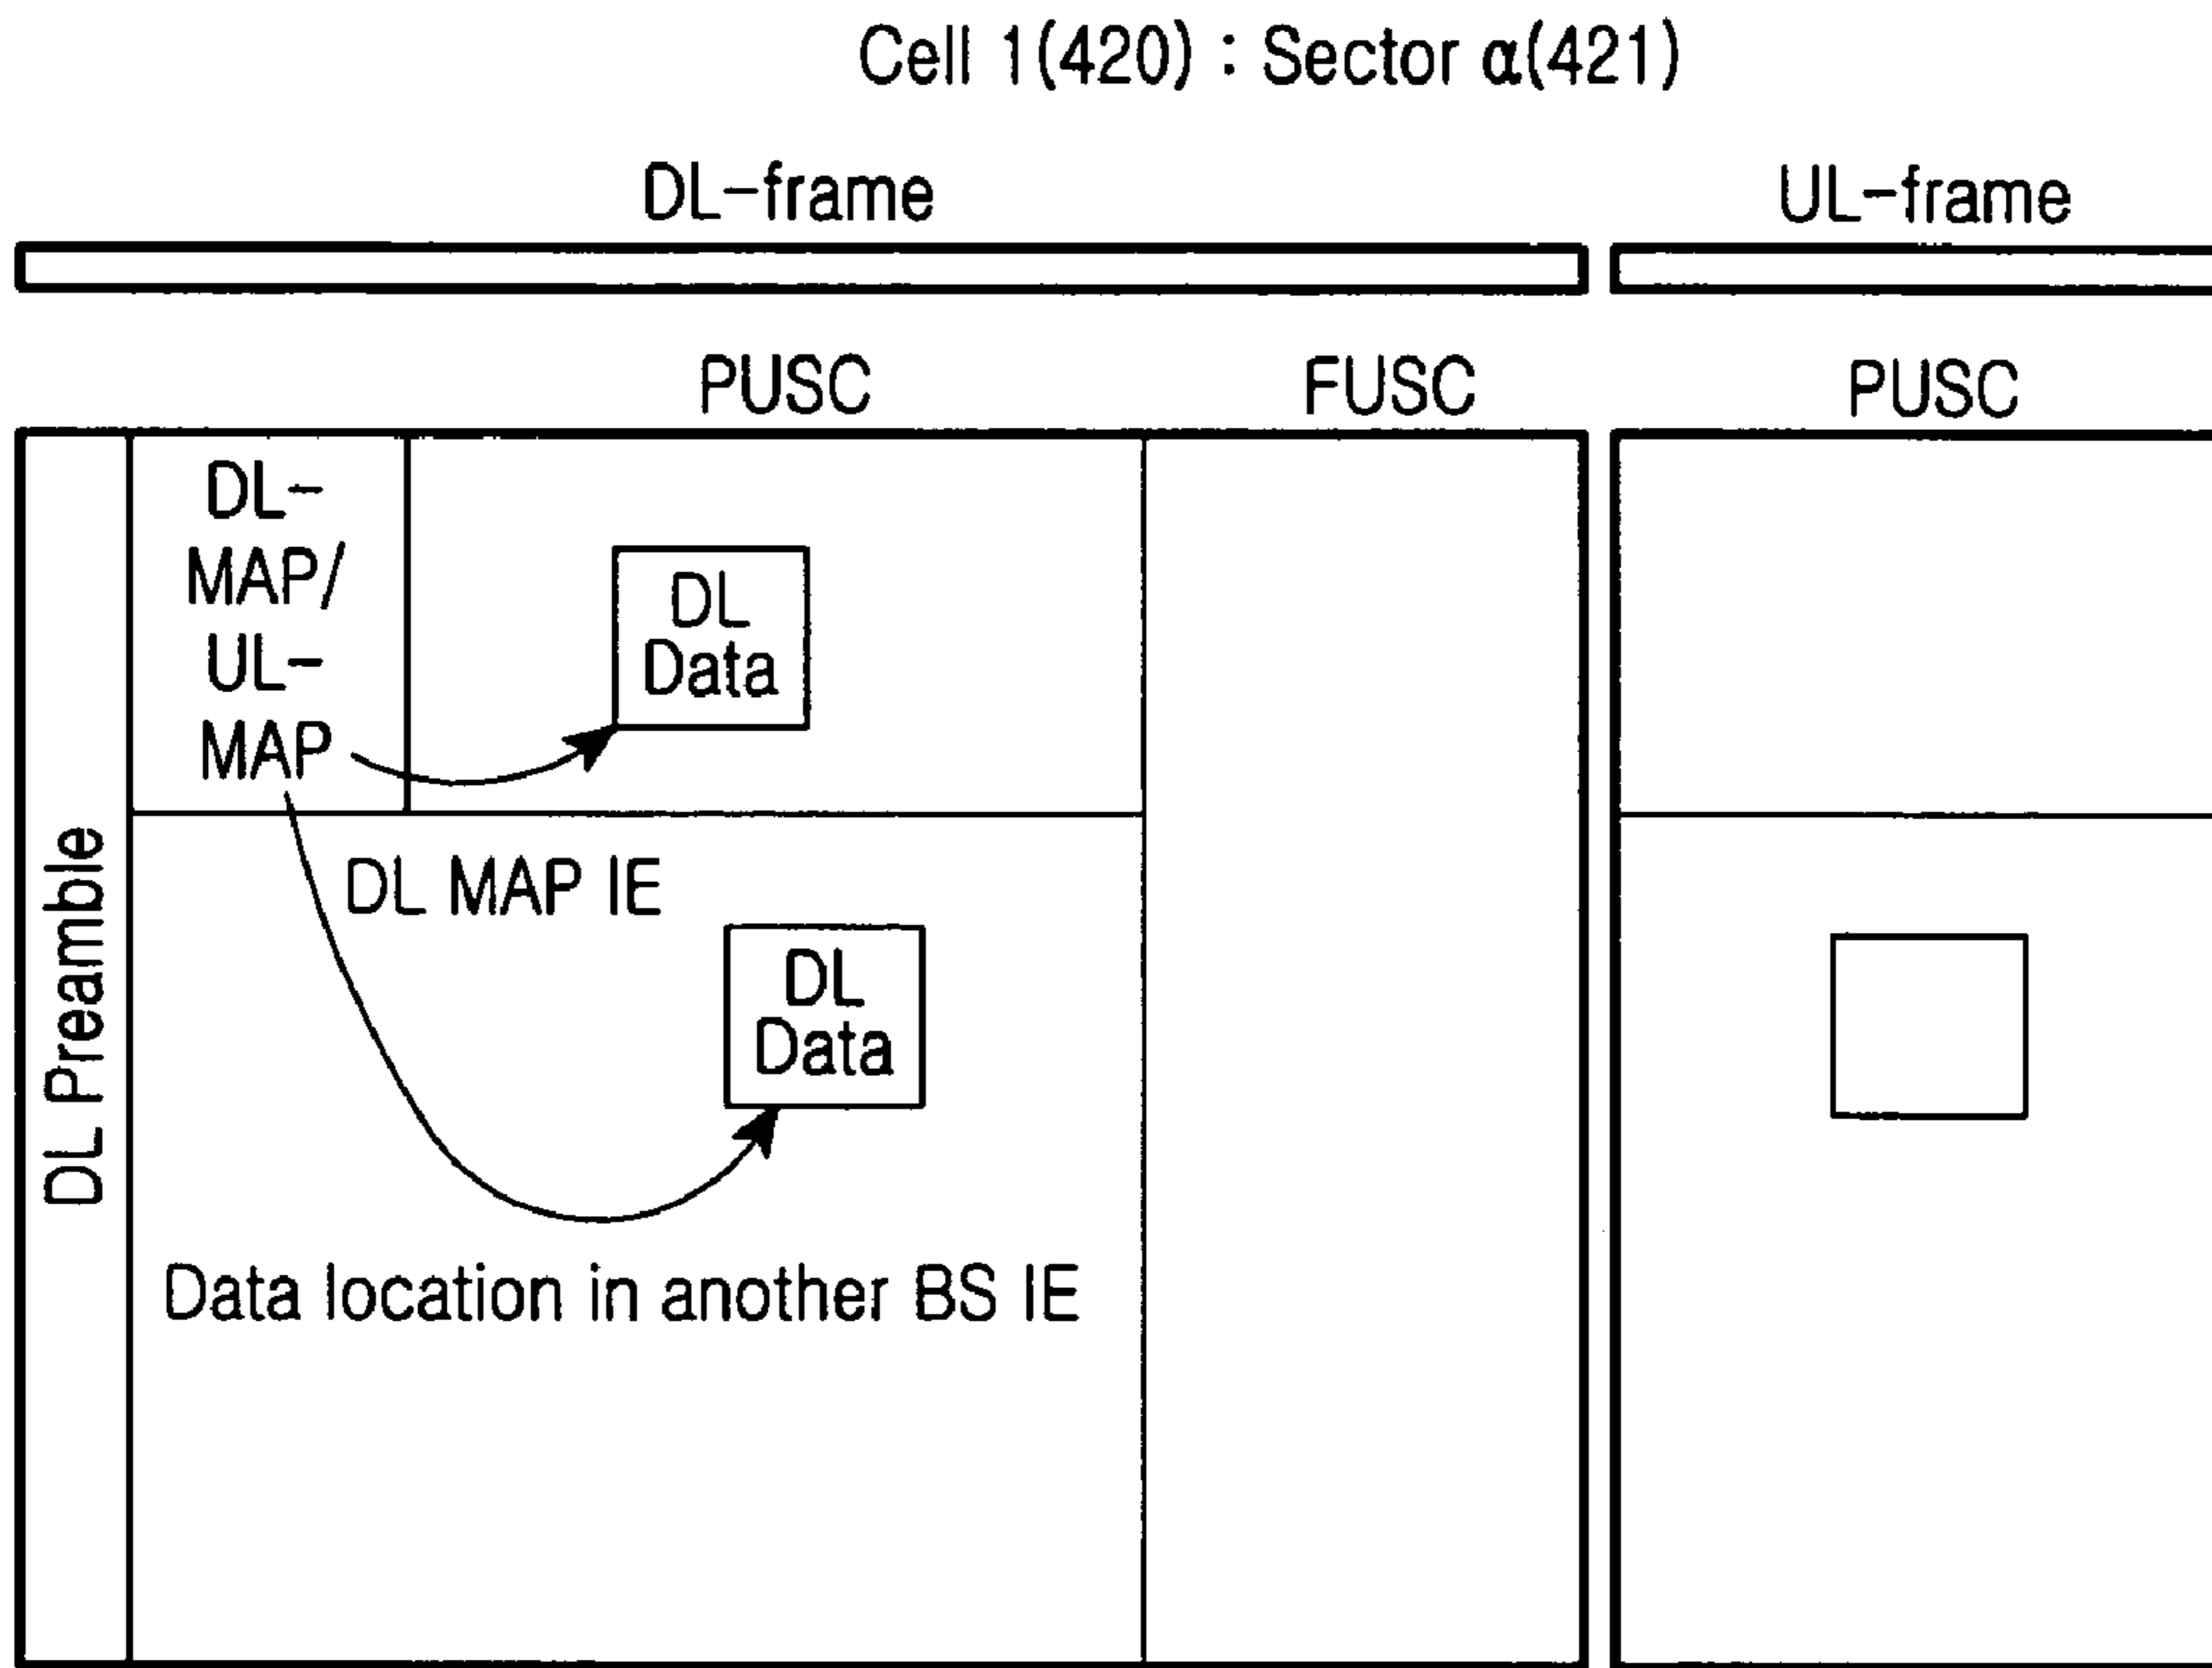 Cell 1(420) : Sector α(421)
DL-frame
UL-frame
PUSC
FUSC
PUSC
DL-
MAP/
UL-
MAP
DL
Data
DL Preamble
DL MAP IE
DL
Data
Data location in another BS IE